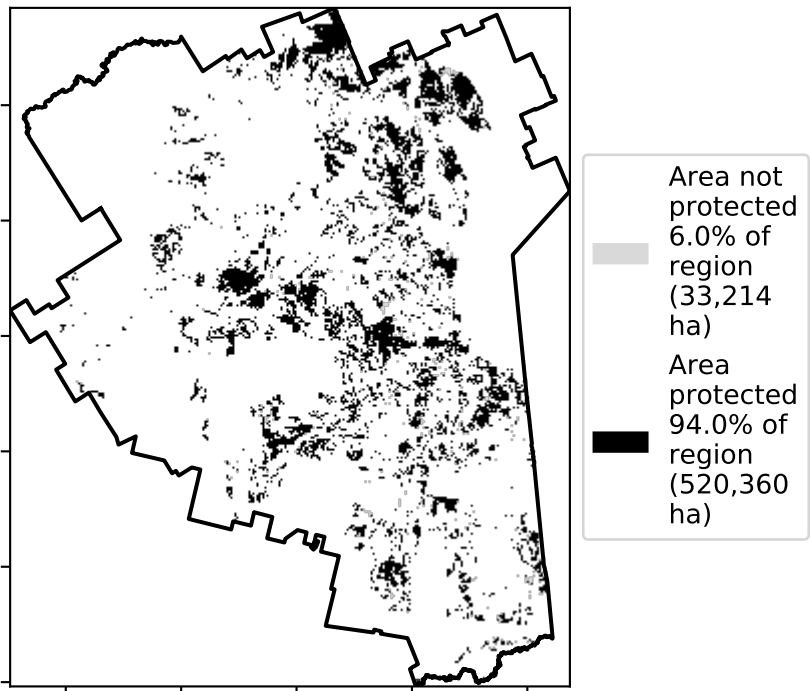 Area not
protected
6.0% of
region
(33,214
ha)
Area
protected
94.0% of
region
(520,360
ha)